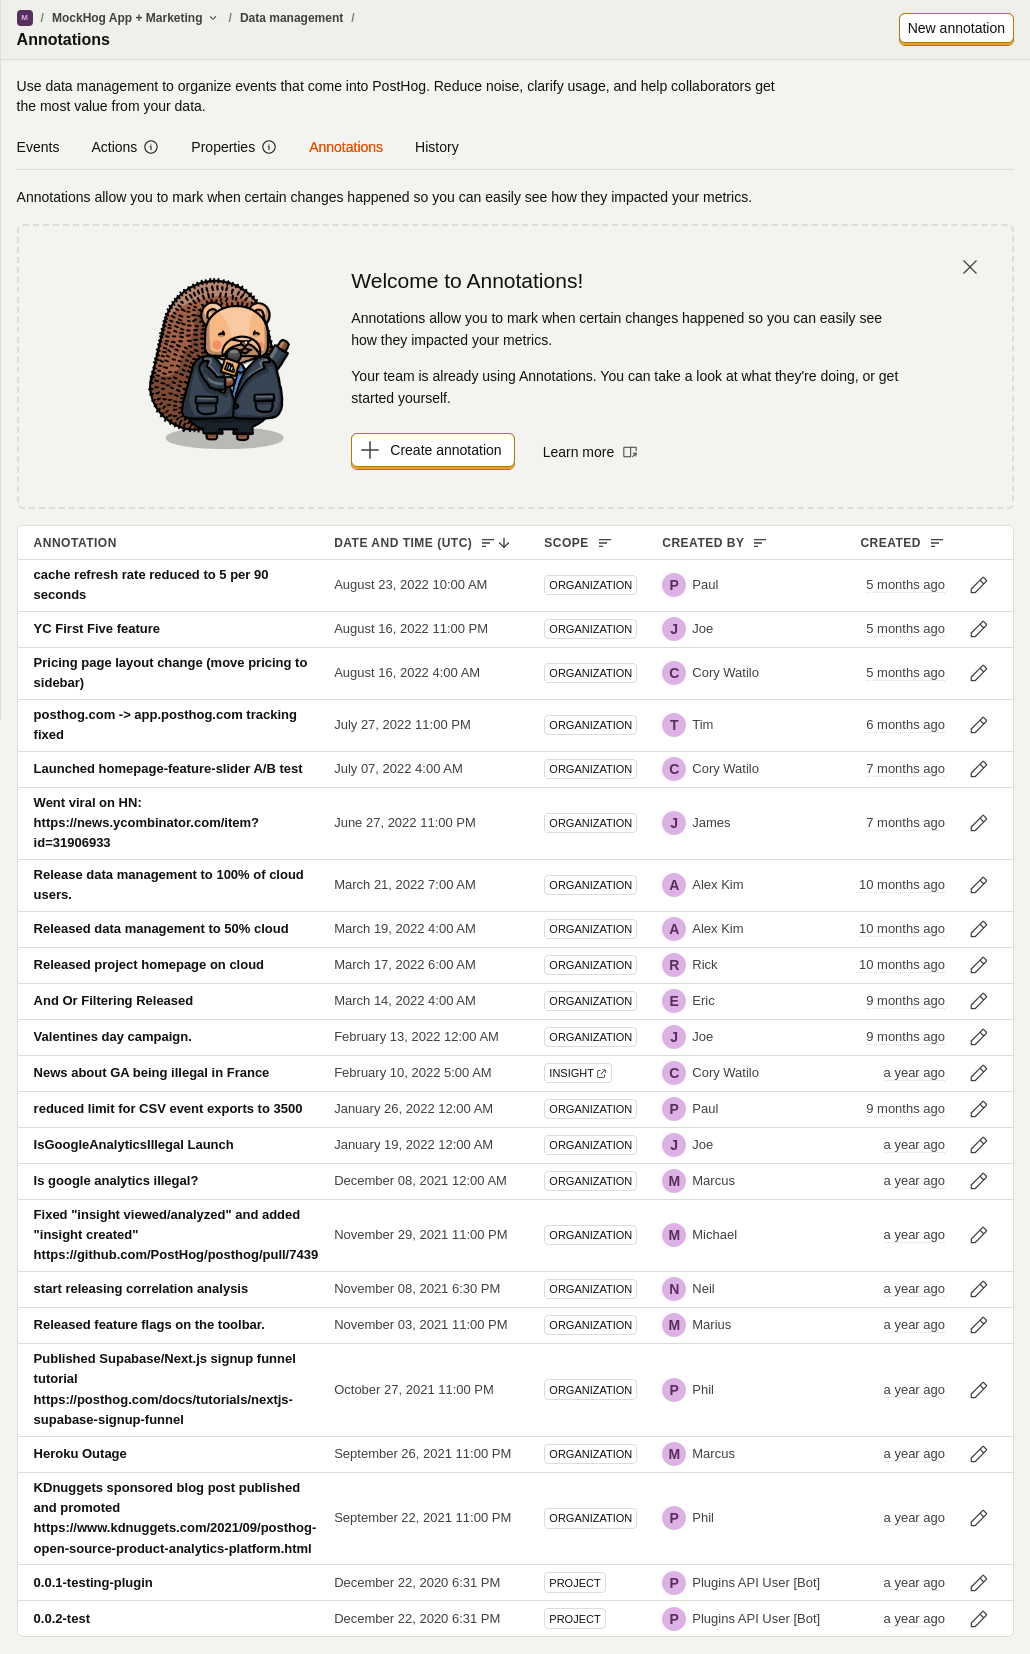 M / MockHog App + Marketing / Data management /
Annotations
New annotation
Use data management to organize events that come into PostHog. Reduce noise, clarify usage, and help collaborators get
the most value from your data.
Events Actions Properties Annotations History
Annotations allow you to mark when certain changes happened so you can easily see how they impacted your metrics.
Welcome to Annotations!
Annotations allow you to mark when certain changes happened so you can easily see
how they impacted your metrics.
Your team is already using Annotations. You can take a look at what they're doing, or get
started yourself.
Create annotation Learn more
ANNOTATION DATE AND TIME (UTC) SCOPE CREATED BY CREATED
cache refresh rate reduced to 5 per 90
seconds
August 23, 2022 10:00 AM ORGANIZATION P Paul 5 months ago
YC First Five feature August 16, 2022 11:00 PM ORGANIZATION J Joe 5 months ago
Pricing page layout change (move pricing to
sidebar)
August 16, 2022 4:00 AM ORGANIZATION C Cory Watilo 5 months ago
posthog.com -> app.posthog.com tracking
fixed
July 27, 2022 11:00 PM ORGANIZATION T Tim 6 months ago
Launched homepage-feature-slider A/B test July 07, 2022 4:00 AM ORGANIZATION C Cory Watilo 7 months ago
Went viral on HN:
https://news.ycombinator.com/item?
id=31906933
June 27, 2022 11:00 PM ORGANIZATION J James 7 months ago
Release data management to 100% of cloud
users.
March 21, 2022 7:00 AM ORGANIZATION A Alex Kim 10 months ago
Released data management to 50% cloud March 19, 2022 4:00 AM ORGANIZATION A Alex Kim 10 months ago
Released project homepage on cloud March 17, 2022 6:00 AM ORGANIZATION R Rick 10 months ago
And Or Filtering Released March 14, 2022 4:00 AM ORGANIZATION E Eric 9 months ago
Valentines day campaign. February 13, 2022 12:00 AM ORGANIZATION J Joe 9 months ago
News about GA being illegal in France February 10, 2022 5:00 AM INSIGHT C Cory Watilo a year ago
reduced limit for CSV event exports to 3500 January 26, 2022 12:00 AM ORGANIZATION P Paul 9 months ago
IsGoogleAnalyticsIllegal Launch January 19, 2022 12:00 AM ORGANIZATION J Joe a year ago
Is google analytics illegal? December 08, 2021 12:00 AM ORGANIZATION M Marcus a year ago
Fixed "insight viewed/analyzed" and added
"insight created"
https://github.com/PostHog/posthog/pull/7439
November 29, 2021 11:00 PM ORGANIZATION M Michael a year ago
start releasing correlation analysis November 08, 2021 6:30 PM ORGANIZATION N Neil a year ago
Released feature flags on the toolbar. November 03, 2021 11:00 PM ORGANIZATION M Marius a year ago
Published Supabase/Next.js signup funnel
tutorial
https://posthog.com/docs/tutorials/nextjs-
supabase-signup-funnel
October 27, 2021 11:00 PM ORGANIZATION P Phil a year ago
Heroku Outage September 26, 2021 11:00 PM ORGANIZATION M Marcus a year ago
KDnuggets sponsored blog post published
and promoted
https://www.kdnuggets.com/2021/09/posthog-
open-source-product-analytics-platform.html
September 22, 2021 11:00 PM ORGANIZATION P Phil a year ago
0.0.1-testing-plugin December 22, 2020 6:31 PM PROJECT P Plugins API User [Bot] a year ago
0.0.2-test December 22, 2020 6:31 PM PROJECT P Plugins API User [Bot] a year ago